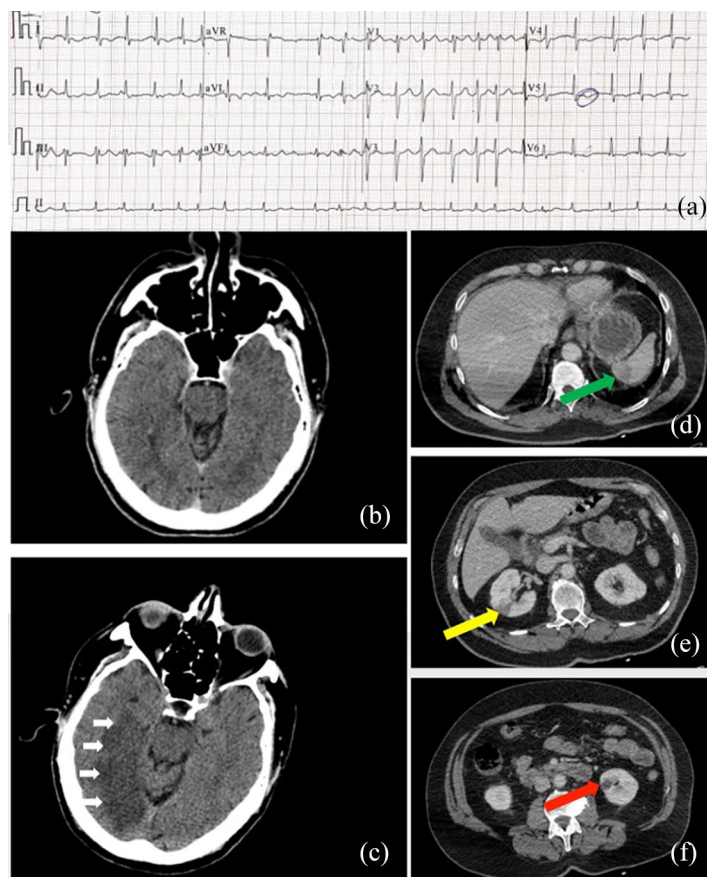 I aVR V1 V4
II aVL V2 V5
III aVF V3 V6
II
(a)
(b)
(c)
(d)
(e)
(f)